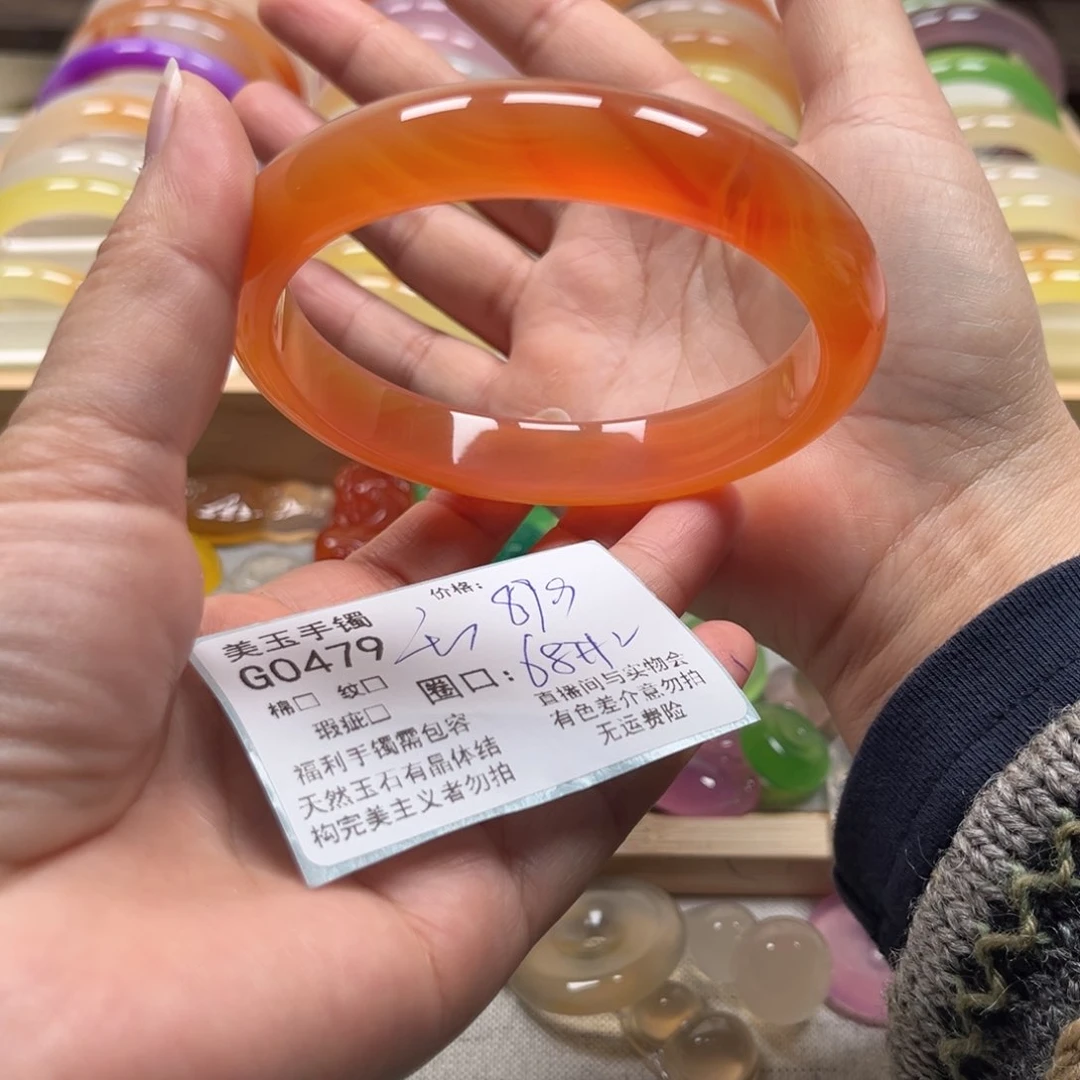 价格：
美玉手镯
G0479
棉□ 纹□
瑕疵□
圈口：68
福利手镯需包容
天然玉石有晶体结
构完美主义者勿拍
直播间与实物会
有色差介意勿拍
无运费险